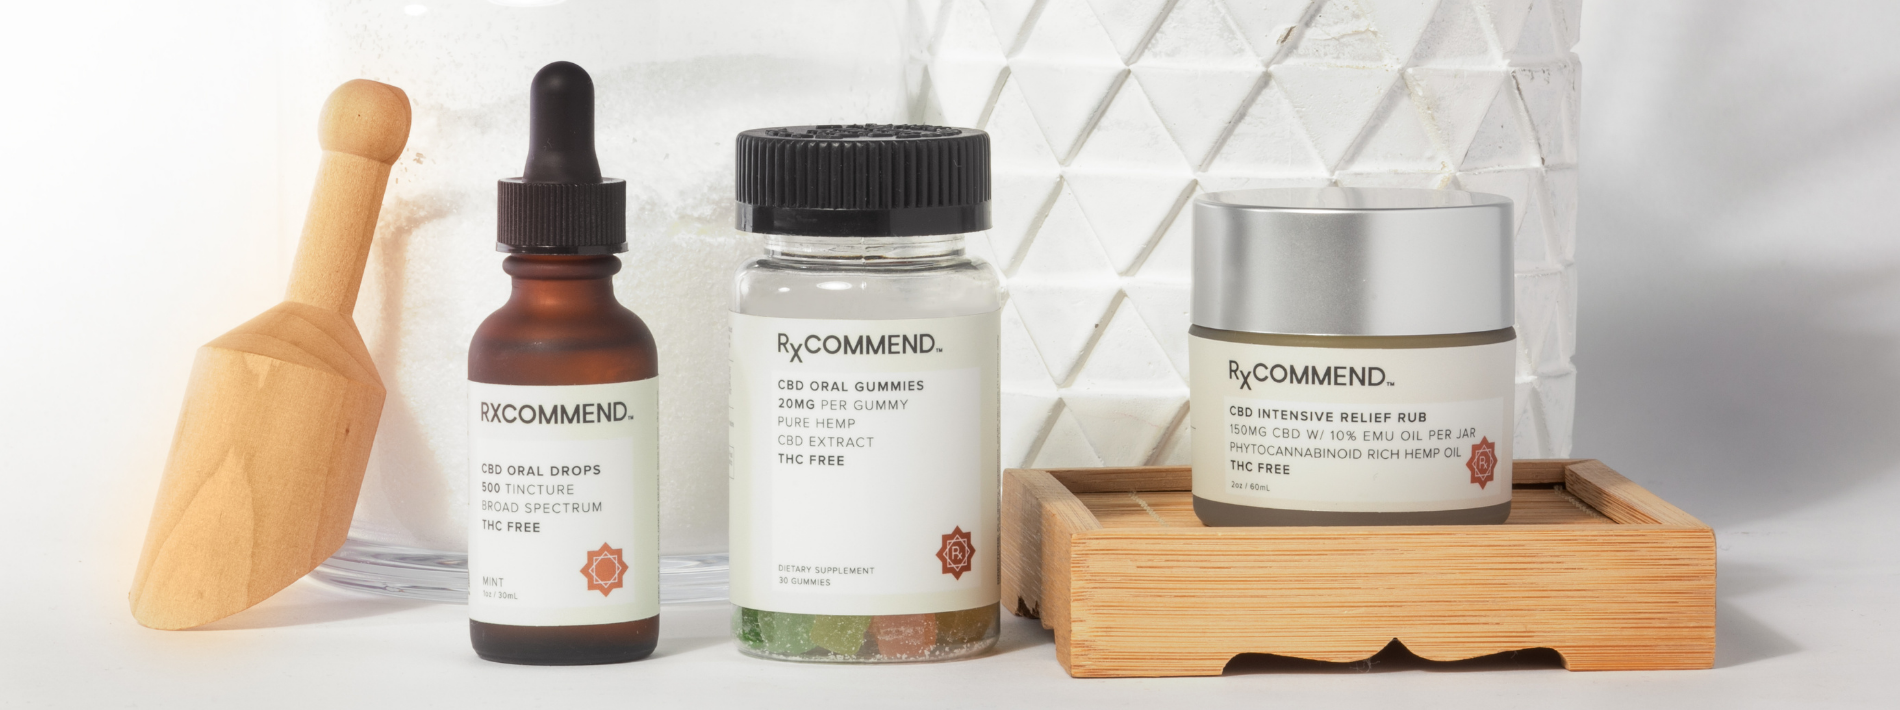 RXCOMMEND™
CBD ORAL DROPS
500 TINCTURE
BROAD SPECTRUM
THC FREE
MINT
1oz / 30mL
RXCOMMEND™
CBD ORAL GUMMIES
20MG PER GUMMY
PURE HEMP
CBD EXTRACT
THC FREE
Rx
DIETARY SUPPLEMENT
30 GUMMIES
RXCOMMEND™
CBD INTENSIVE RELIEF RUB
150MG CBD W/ 10% EMU OIL PER JAR
PHYTOCANNABINOID RICH HEMP OIL
THC FREE
Rx
2oz / 60mL